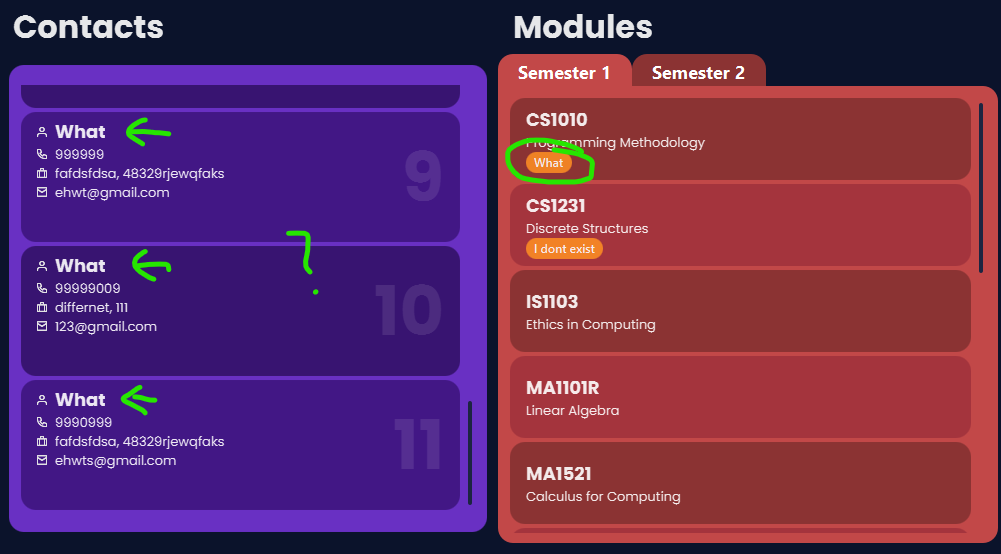 Contacts
What
999999
fafdsfdsa, 48329rjewqfaks
ehwt@gmail.com
9
What
99999009
differnet, 111
123@gmail.com
10
What
9990999
fafdsfdsa, 48329rjewqfaks
ehwts@gmail.com
11
?
Modules
Semester 1
Semester 2
CS1010
Programming Methodology
What
CS1231
Discrete Structures
I dont exist
IS1103
Ethics in Computing
MA1101R
Linear Algebra
MA1521
Calculus for Computing